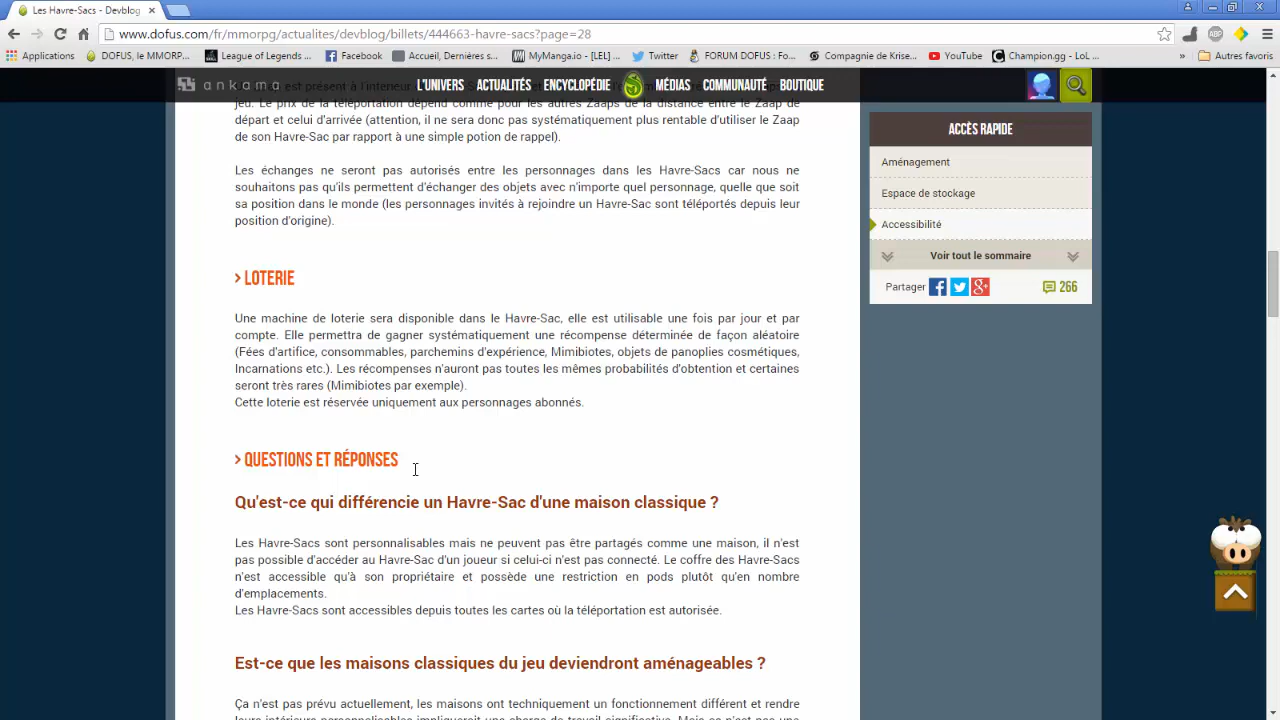 Les Havre-Sacs - Devblog
www.dofus.com/fr/mmorpg/actualites/devblog/billets/444663-havre-sacs?page=28
Applications
DOFUS, le MMORP...
League of Legends...
Facebook
Accueil, Dernières s...
MyManga.io - [LEL] ...
Twitter
FORUM DOFUS : Fo...
Compagnie de Krise...
YouTube
Champion.gg - LoL ...
Autres favoris
ankama
L'UNIVERS
ACTUALITÉS
ENCYCLOPÉDIE
MÉDIAS
COMMUNAUTÉ
BOUTIQUE
jeu. Le prix de la téléportation dépend comme pour les autres Zaaps de la distance entre le Zaap de
départ et celui d'arrivée (attention, il ne sera donc pas systématiquement plus rentable d'utiliser le Zaap
de son Havre-Sac par rapport à une simple potion de rappel).
Les échanges ne seront pas autorisés entre les personnages dans les Havre-Sacs car nous ne
souhaitons pas qu'ils permettent d'échanger des objets avec n'importe quel personnage, quelle que soit
sa position dans le monde (les personnages invités à rejoindre un Havre-Sac sont téléportés depuis leur
position d'origine).
> LOTERIE
Une machine de loterie sera disponible dans le Havre-Sac, elle est utilisable une fois par jour et par
compte. Elle permettra de gagner systématiquement une récompense déterminée de façon aléatoire
(Fées d'artifice, consommables, parchemins d'expérience, Mimibiotes, objets de panoplies cosmétiques,
Incarnations etc.). Les récompenses n'auront pas toutes les mêmes probabilités d'obtention et certaines
seront très rares (Mimibiotes par exemple).
Cette loterie est réservée uniquement aux personnages abonnés.
> QUESTIONS ET RÉPONSES
Qu'est-ce qui différencie un Havre-Sac d'une maison classique ?
Les Havre-Sacs sont personnalisables mais ne peuvent pas être partagés comme une maison, il n'est
pas possible d'accéder au Havre-Sac d'un joueur si celui-ci n'est pas connecté. Le coffre des Havre-Sacs
n'est accessible qu'à son propriétaire et possède une restriction en pods plutôt qu'en nombre
d'emplacements.
Les Havre-Sacs sont accessibles depuis toutes les cartes où la téléportation est autorisée.
Est-ce que les maisons classiques du jeu deviendront aménageables ?
Ça n'est pas prévu actuellement, les maisons ont techniquement un fonctionnement différent et rendre
ACCÈS RAPIDE
Aménagement
Espace de stockage
Accessibilité
Voir tout le sommaire
Partager
266